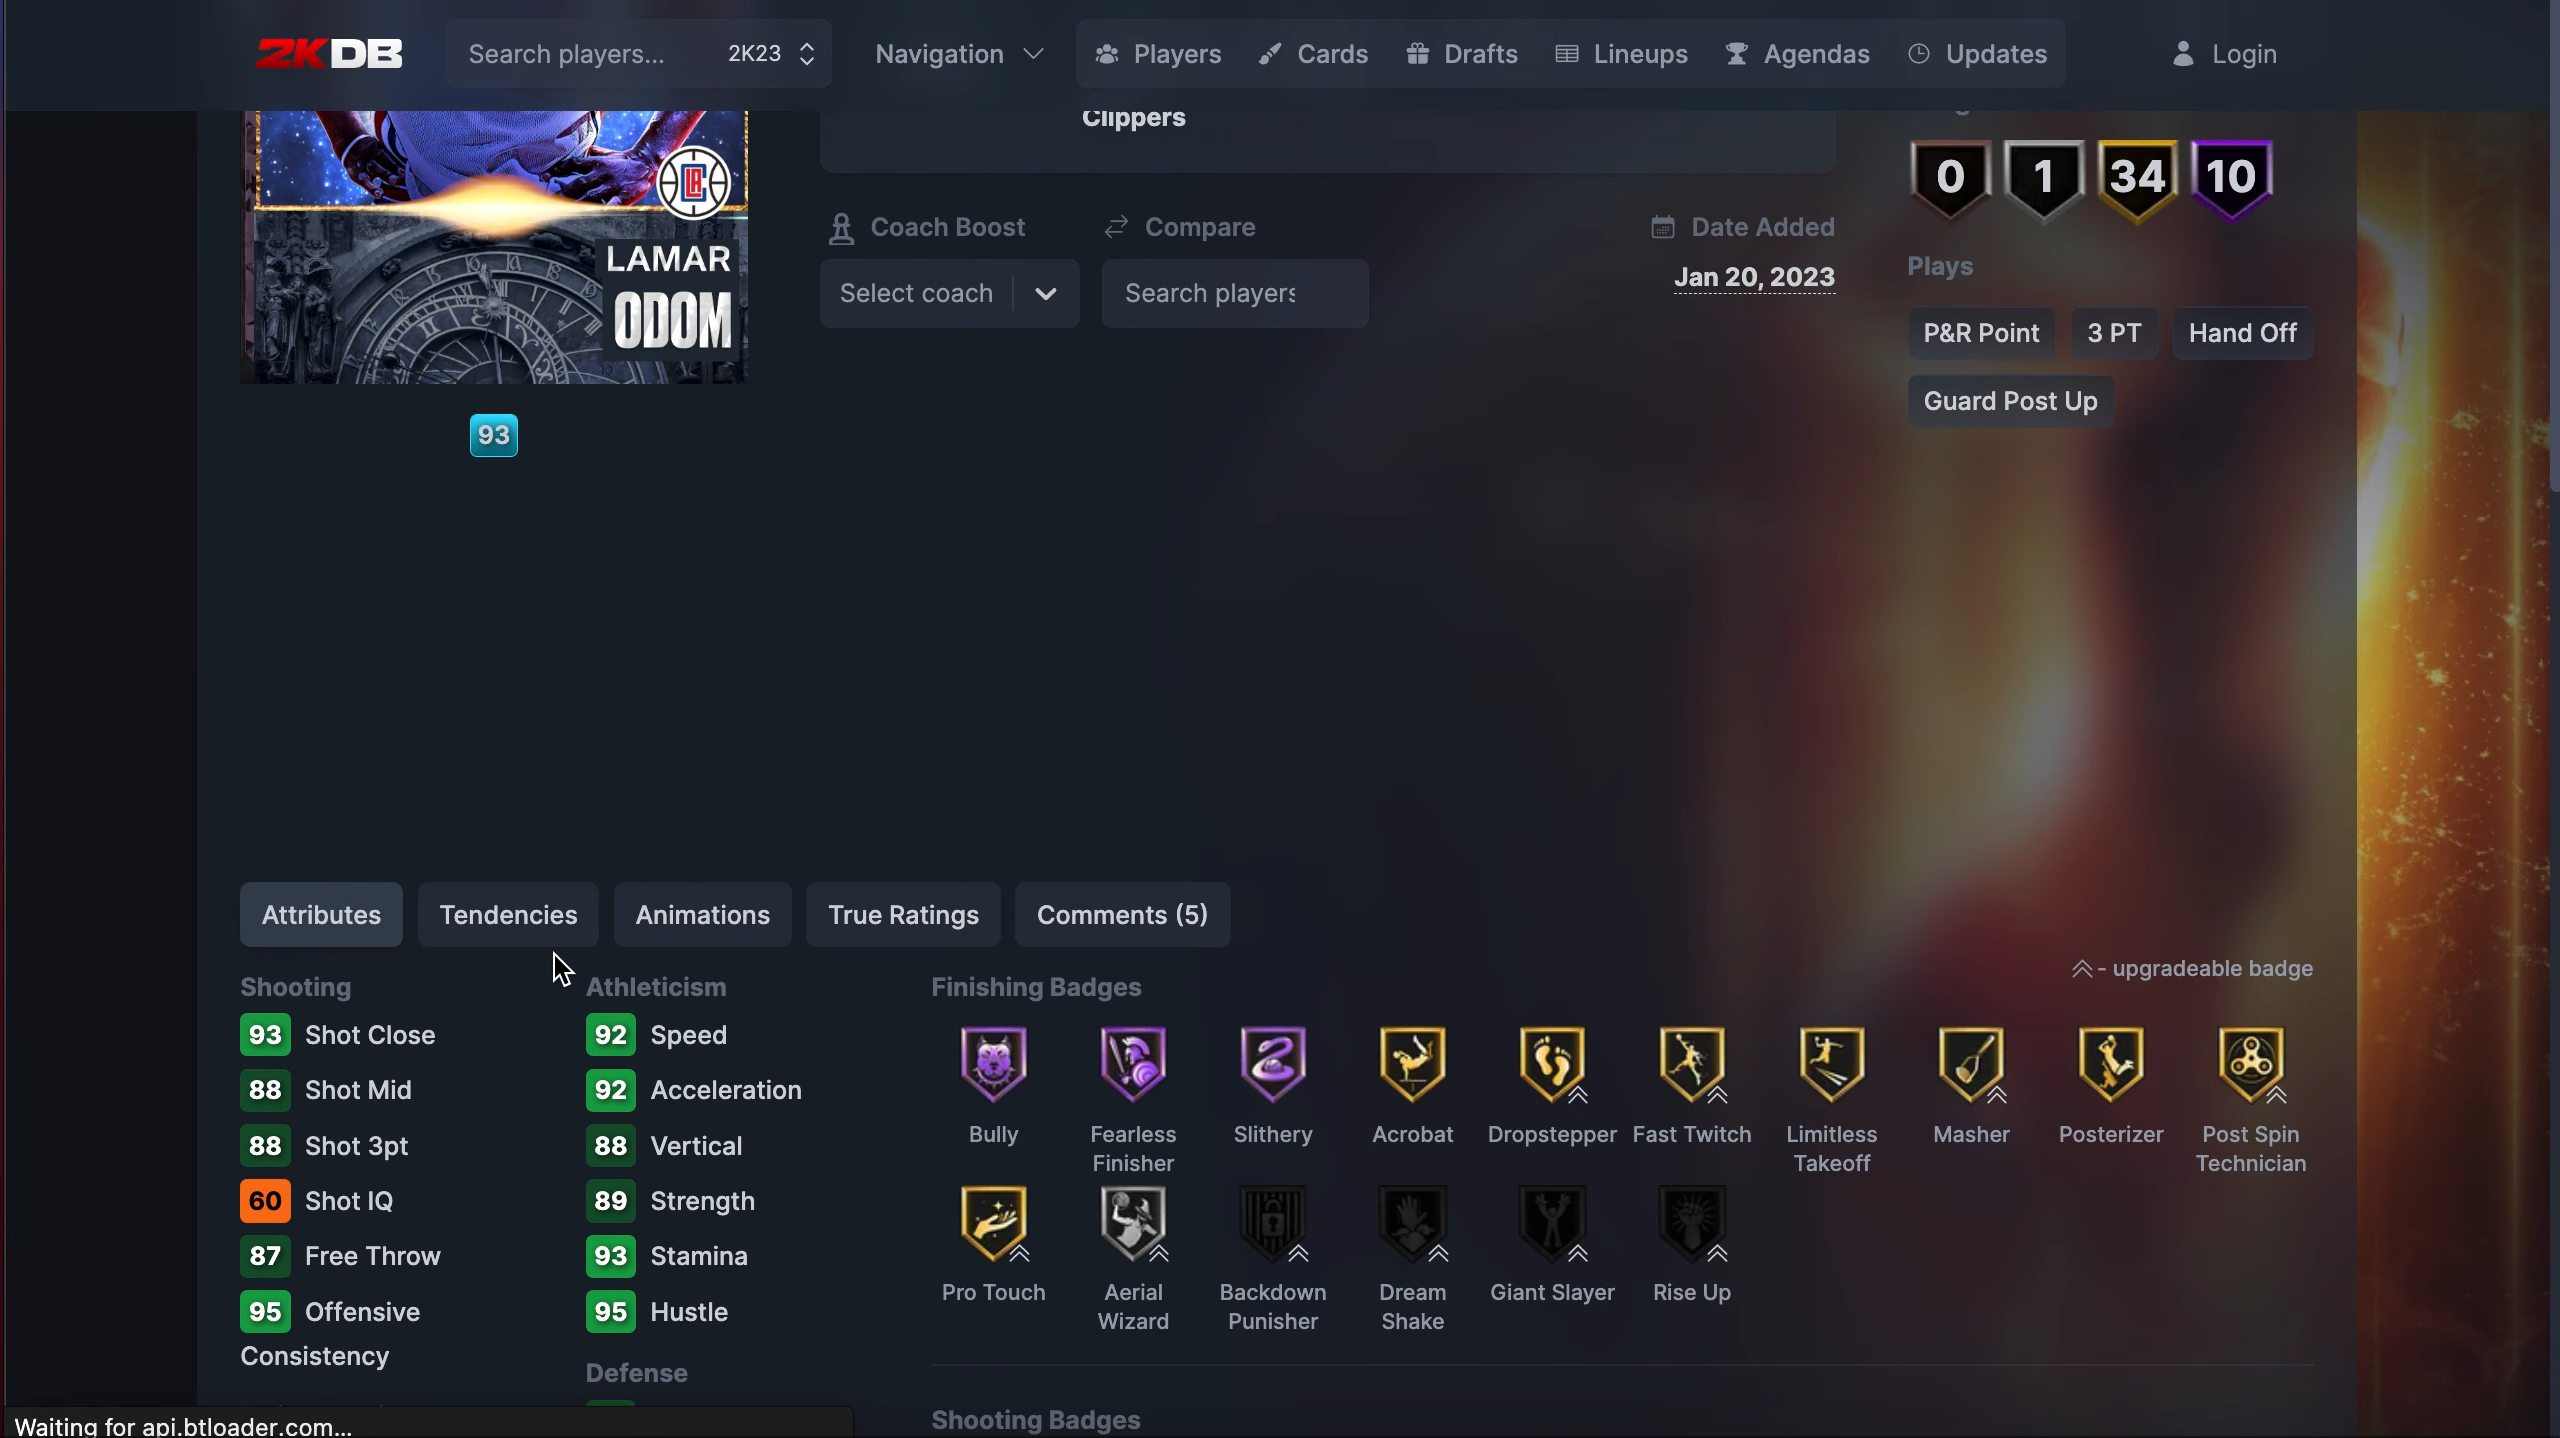 2KDB
Search players...
2K23
Navigation
Players
Cards
Drafts
Lineups
Agendas
Updates
Login
Clippers
0
1
34
10
LAMAR
ODOM
93
Coach Boost
Compare
Date Added
Select coach
Search players
Jan 20, 2023
Plays
P&R Point
3 PT
Hand Off
Guard Post Up
Attributes
Tendencies
Animations
True Ratings
Comments (5)
- upgradeable badge
Shooting
93 Shot Close
88 Shot Mid
88 Shot 3pt
60 Shot IQ
87 Free Throw
95 Offensive
Consistency
Athleticism
92 Speed
92 Acceleration
88 Vertical
89 Strength
93 Stamina
95 Hustle
Defense
Finishing Badges
Bully
Fearless
Finisher
Slithery
Acrobat
Dropstepper
Fast Twitch
Limitless
Takeoff
Masher
Posterizer
Post Spin
Technician
Pro Touch
Aerial
Wizard
Backdown
Punisher
Dream
Shake
Giant Slayer
Rise Up
Shooting Badges
Waiting for api.btloader.com...